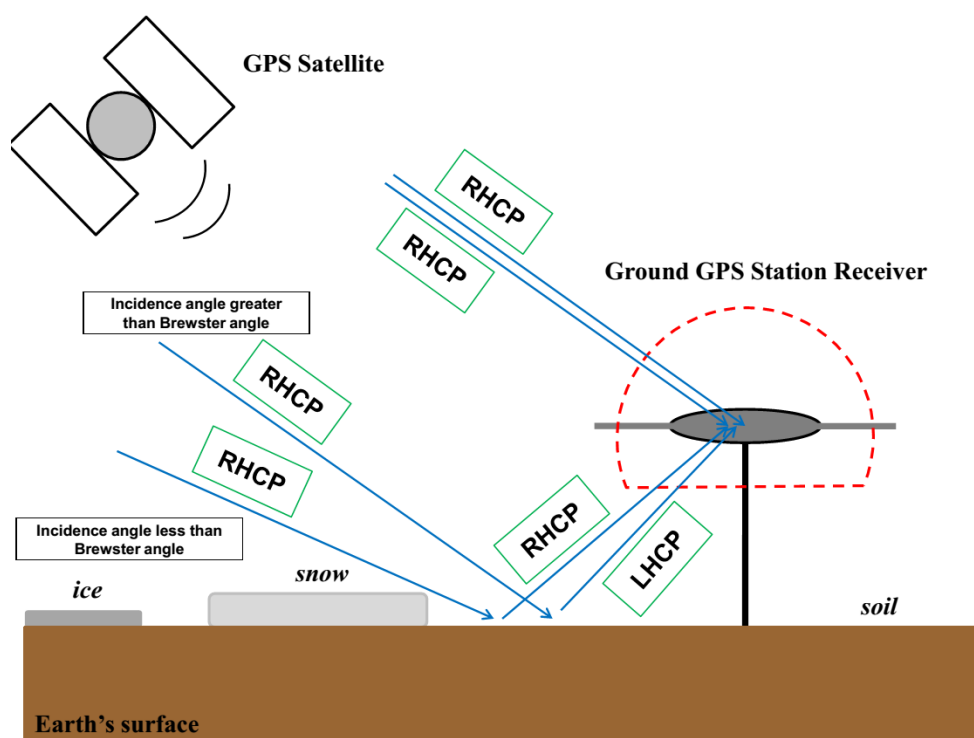 GPS Satellite
RHCP
RHCP
Ground GPS Station Receiver
Incidence angle greater
than Brewster angle
RHCP
RHCP
Incidence angle less than
Brewster angle
RHCP
LHCP
ice
snow
soil
Earth's surface